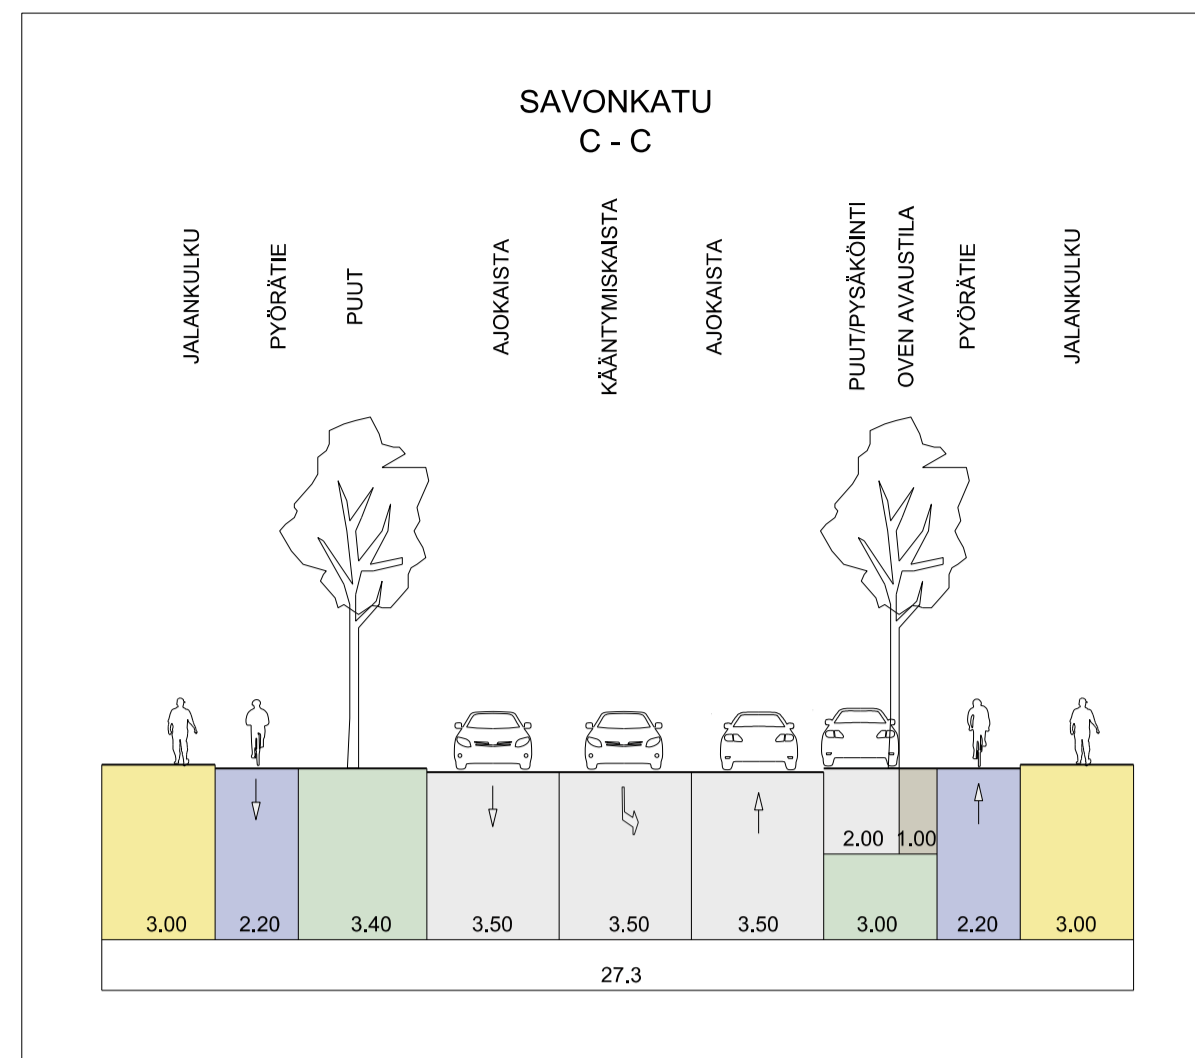 SAVONKATU
C - C
JALANKULKU
PYÖRÄTIE
PUUT
AJOKAISTA
KÄÄNTYMISKAISTA
AJOKAISTA
PUUT/PYSÄKÖINTI
OVEN AVAUSTILA
PYÖRÄTIE
JALANKULKU
2.00 1.00
3.00 2.20 3.40 3.50 3.50 3.50 3.00 2.20 3.00
27.3